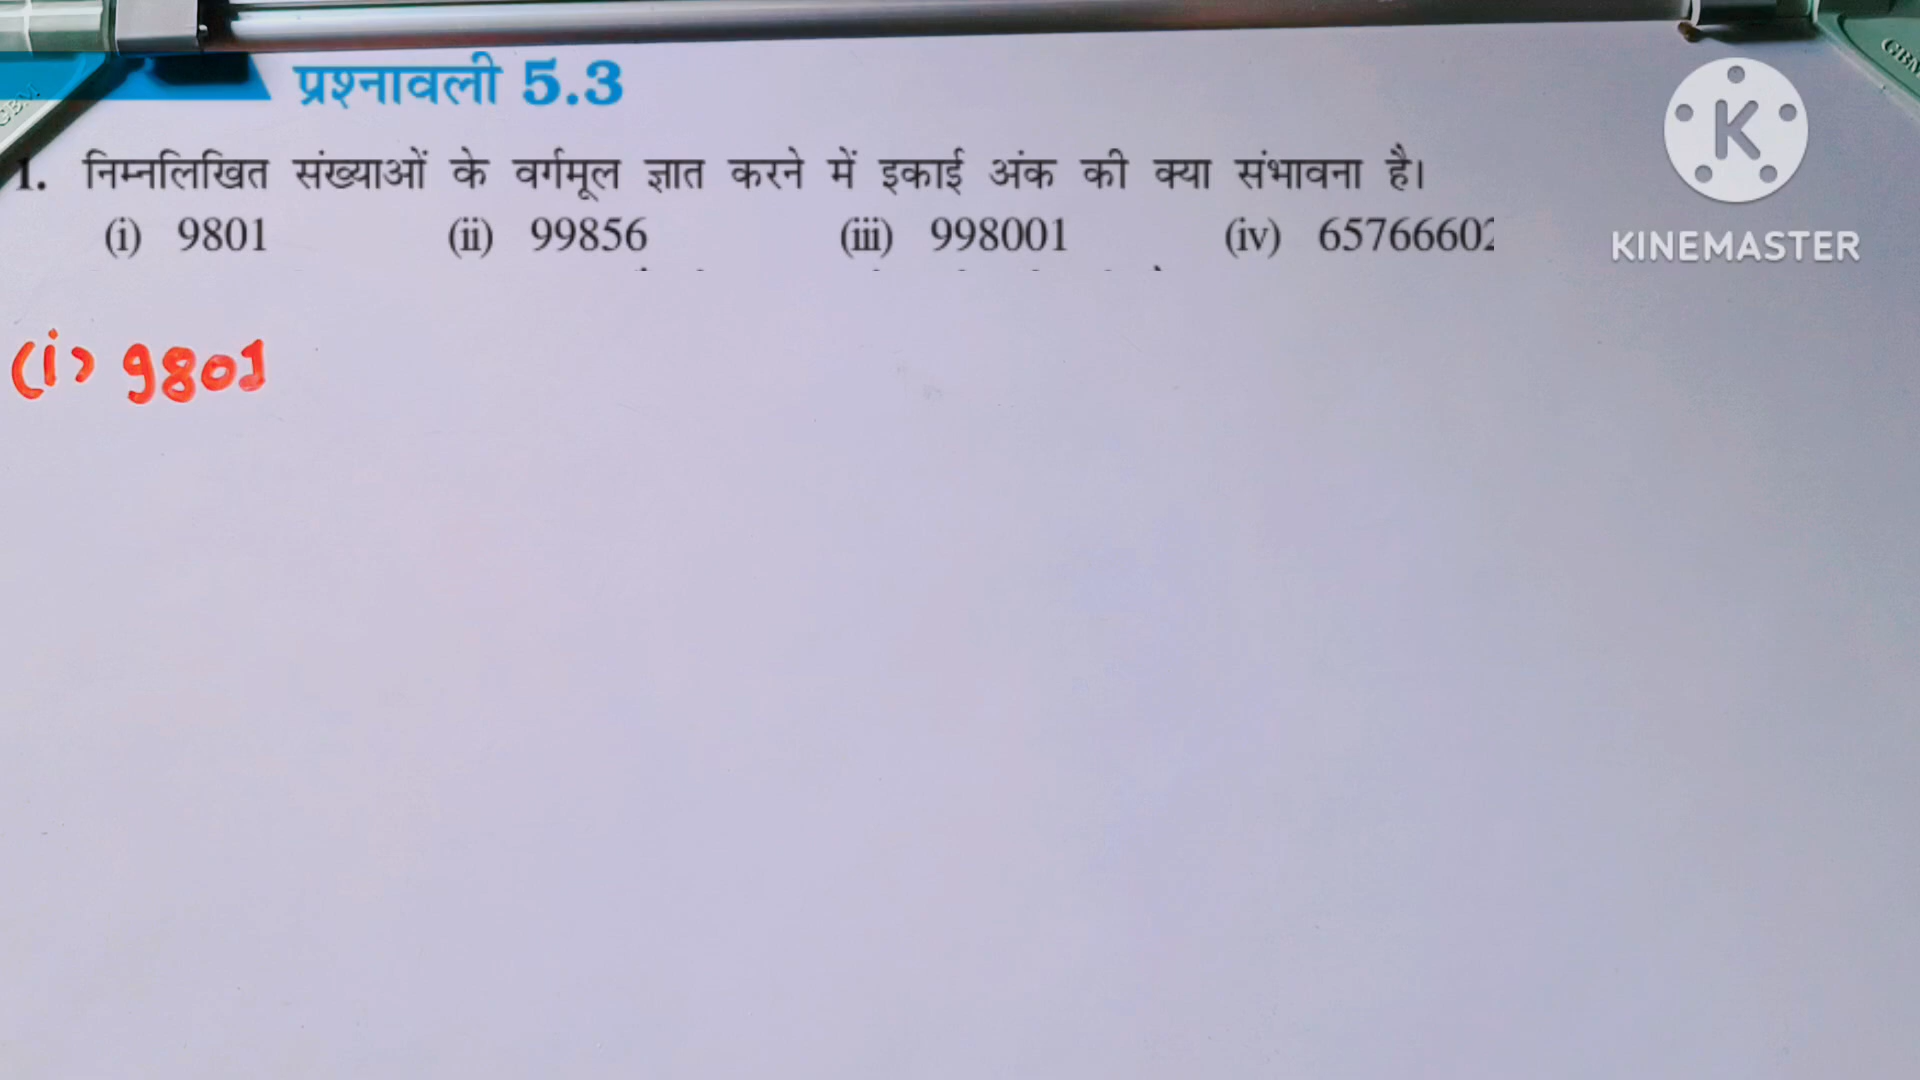 प्रश्नावली 5.3
1. निम्नलिखित संख्याओं के वर्गमूल ज्ञात करने में इकाई अंक की क्या संभावना है।
(i) 9801 (ii) 99856 (iii) 998001 (iv) 65766602
KINEMASTER
(i) 9801